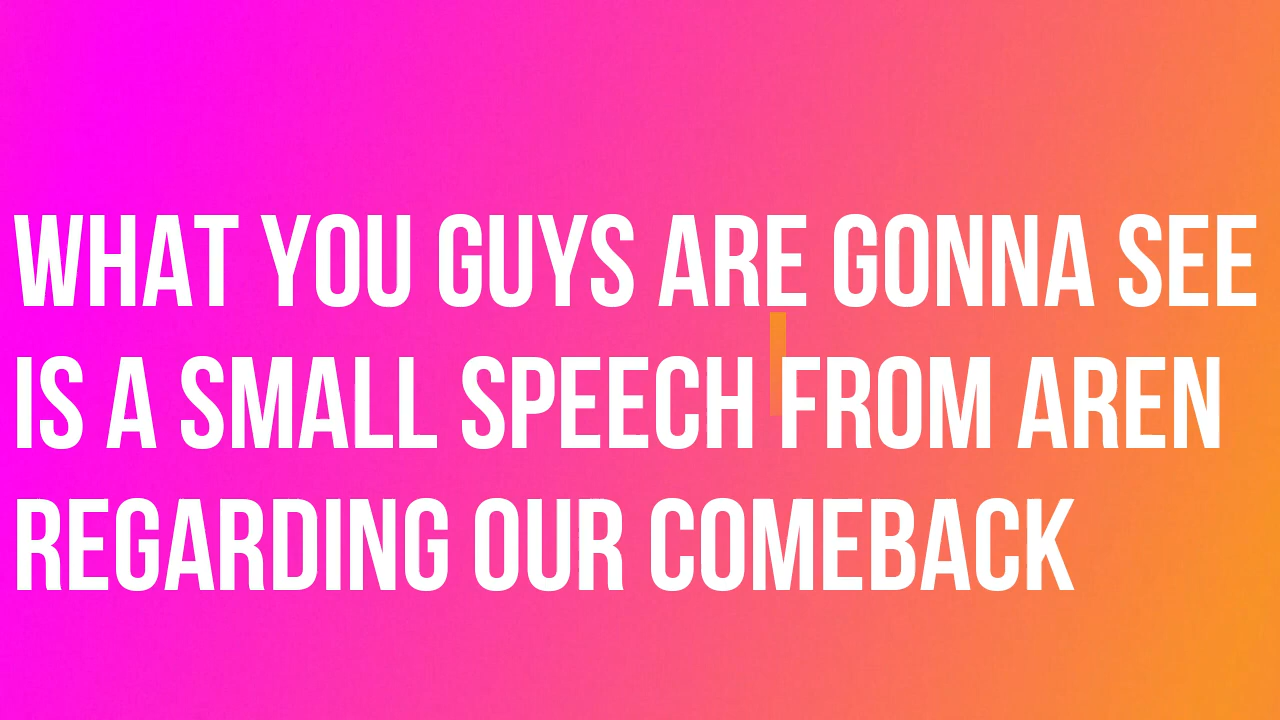 WHAT YOU GUYS ARE GONNA SEE
IS A SMALL SPEECH FROM AREN
REGARDING OUR COMEBACK